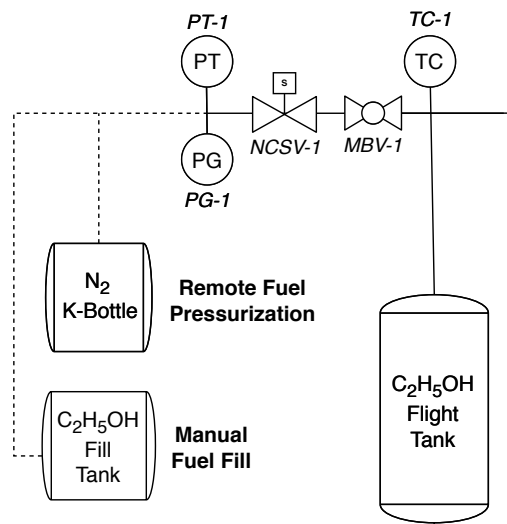 PT-1
TC-1
PT
TC
S
PG
NCSV-1
MBV-1
PG-1
N₂
K-Bottle
Remote Fuel
Pressurization
C₂H₅OH
Flight
Tank
C₂H₅OH
Fill
Tank
Manual
Fuel Fill